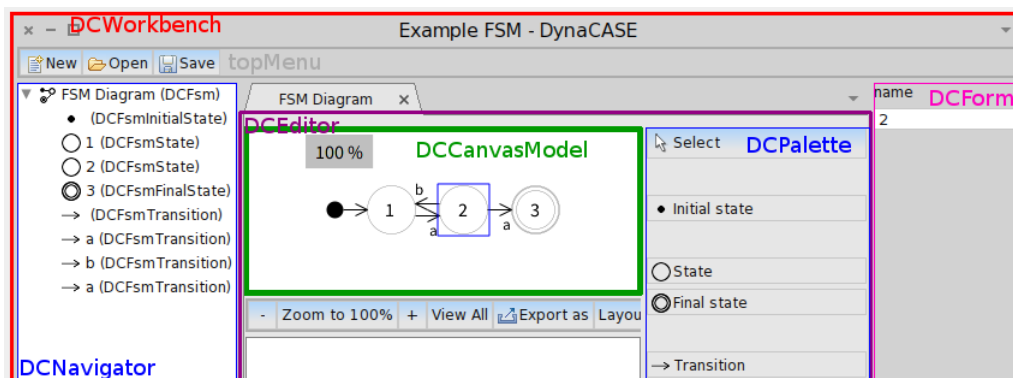 DCWorkbench
Example FSM - DynaCASE
New Open Save topMenu
FSM Diagram (DCFsm)
(DCFsmInitialState)
1 (DCFsmState)
2 (DCFsmState)
3 (DCFsmFinalState)
(DCFsmTransition)
a (DCFsmTransition)
b (DCFsmTransition)
a (DCFsmTransition)
DCNavigator
FSM Diagram
DCEditor
100 %
DCCanvasModel
b
1 2 3
a a
- Zoom to 100% + View All Export as Layou
Select DCPalette
Initial state
State
Final state
Transition
name DCForm
2